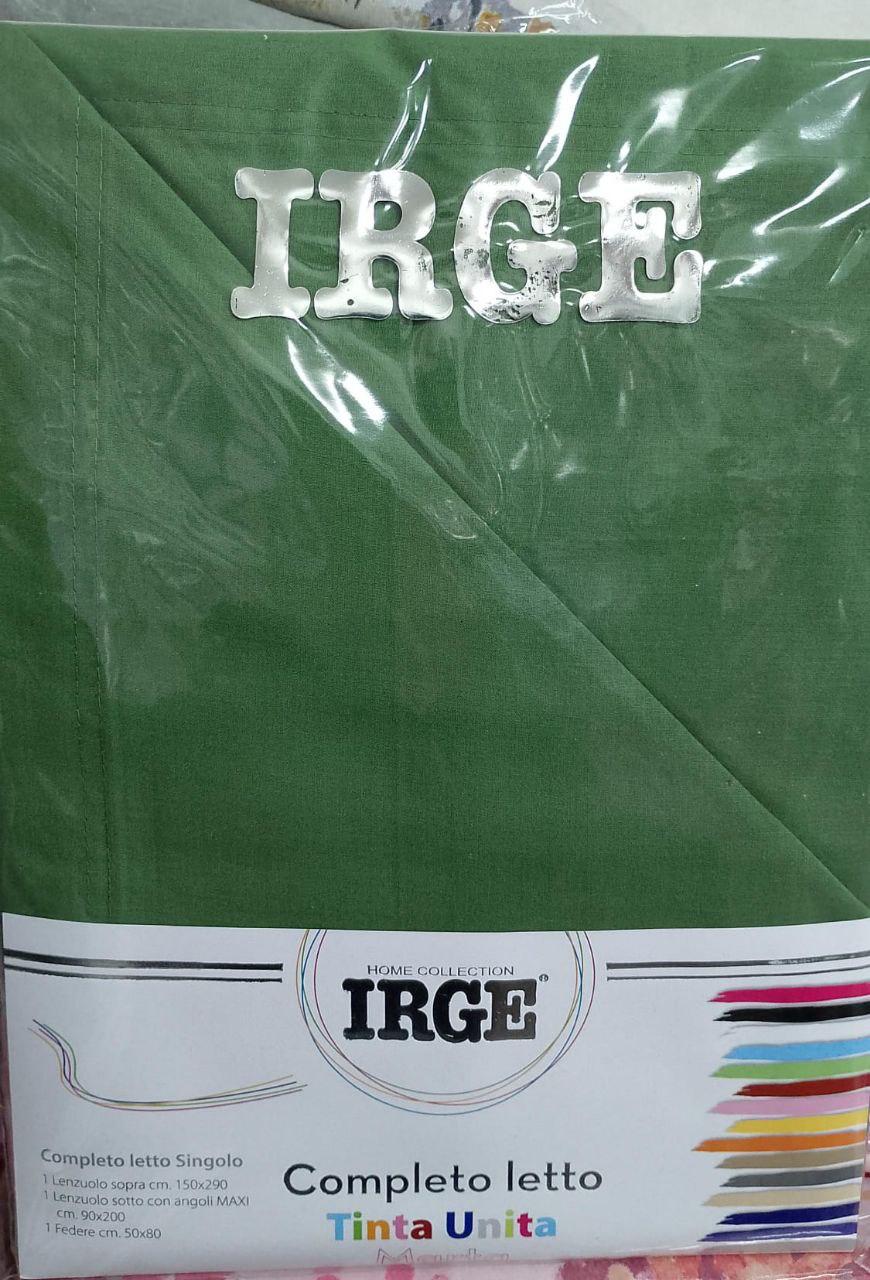 IRGE
HOME COLLECTION
IRGE®
Completo letto Singolo
1 Lenzuolo sopra cm. 150x290
1 Lenzuolo sotto con angoli MAXI
cm. 90x200
1 Federe cm. 50x80
Completo letto
Tinta Unita